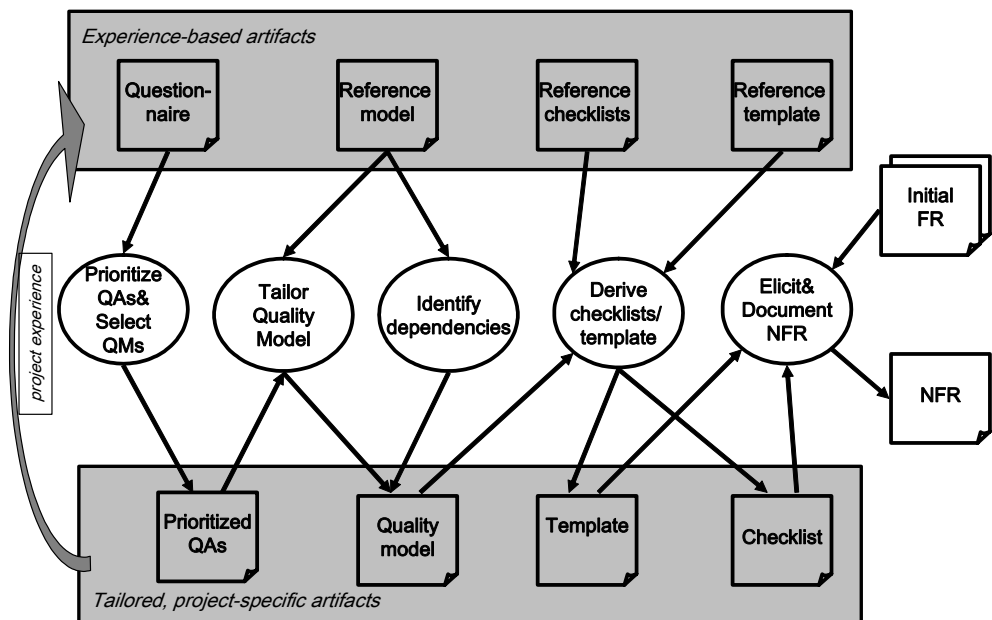 Experience-based artifacts
Question-
naire
Reference
model
Reference
checklists
Reference
template
Initial
FR
Prioritize
QAs&
Select
QMs
Tailor
Quality
Model
Identify
dependencies
Derive
checklists/
template
Elicit&
Document
NFR
project experience
NFR
Prioritized
QAs
Quality
model
Template
Checklist
Tailored, project-specific artifacts